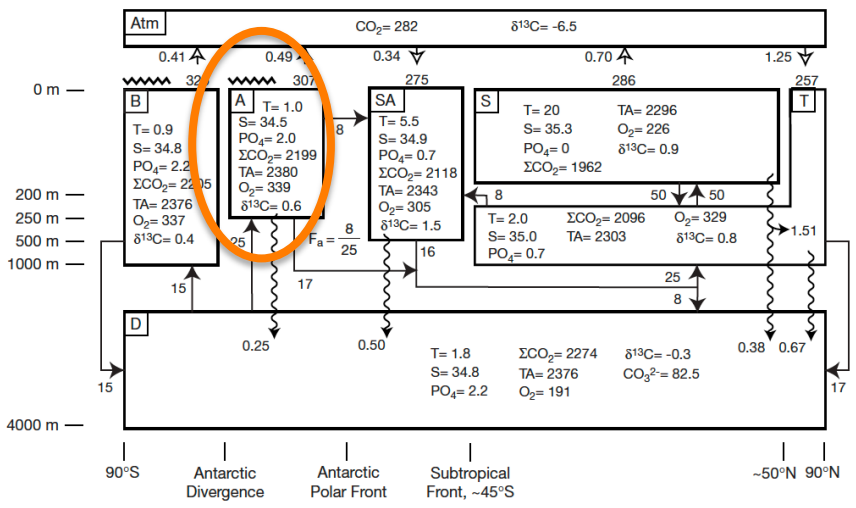 Atm
CO₂= 282
δ¹³C= -6.5
0.41
0.49
0.34
0.70
1.25
307
275
286
257
0 m
B
T= 0.9
S= 34.8
PO₄= 2.2
ΣCO₂= 2205
TA= 2376
O₂= 337
δ¹³C= 0.4
A
T= 1.0
S= 34.5
PO₄= 2.0
ΣCO₂= 2199
TA= 2380
O₂= 339
δ¹³C= 0.6
8
SA
T= 5.5
S= 34.9
PO₄= 0.7
ΣCO₂= 2118
TA= 2343
O₂= 305
δ¹³C= 1.5
S
T= 20
S= 35.3
PO₄= 0
ΣCO₂= 1962
TA= 2296
O₂= 226
δ¹³C= 0.9
T
200 m
250 m
500 m
1000 m
8
50
50
T= 2.0
S= 35.0
PO₄= 0.7
ΣCO₂= 2096
TA= 2303
O₂= 329
δ¹³C= 0.8
1.51
25
Fₐ= 8/25
16
17
15
25
8
D
0.25
0.50
0.38
0.67
T= 1.8
S= 34.8
PO₄= 2.2
ΣCO₂= 2274
TA= 2376
O₂= 191
δ¹³C= -0.3
CO₃²⁻= 82.5
15
17
4000 m
90°S
Antarctic
Divergence
Antarctic
Polar Front
Subtropical
Front, ~45°S
~50°N
90°N